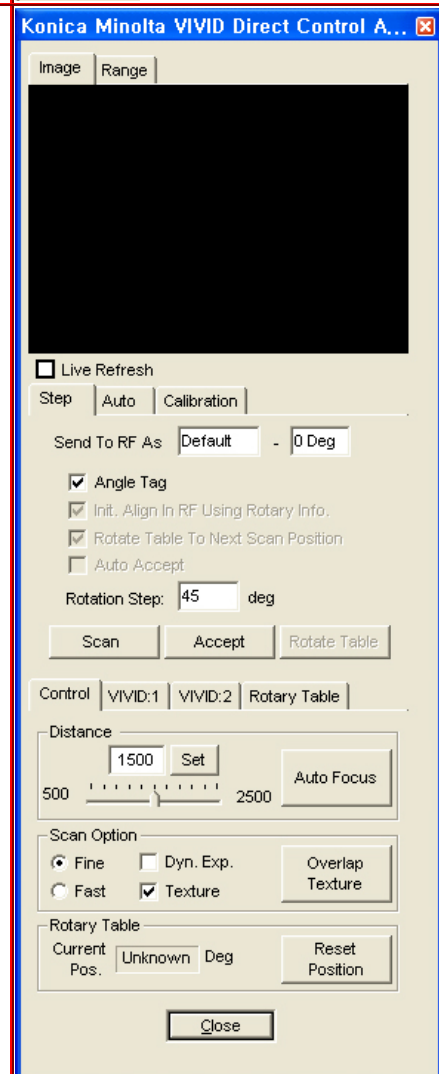 Konica Minolta VIVID Direct Control A...
Image Range
Live Refresh
Step Auto Calibration
Send To RF As Default - 0 Deg
Angle Tag
Init. Align In RF Using Rotary Info.
Rotate Table To Next Scan Position
Auto Accept
Rotation Step: 45 deg
Scan Accept Rotate Table
Control VIVID:1 VIVID:2 Rotary Table
Distance
1500 Set
500 2500
Auto Focus
Scan Option
Fine Dyn. Exp.
Fast Texture
Overlap
Texture
Rotary Table
Current
Pos. Unknown Deg
Reset
Position
Close